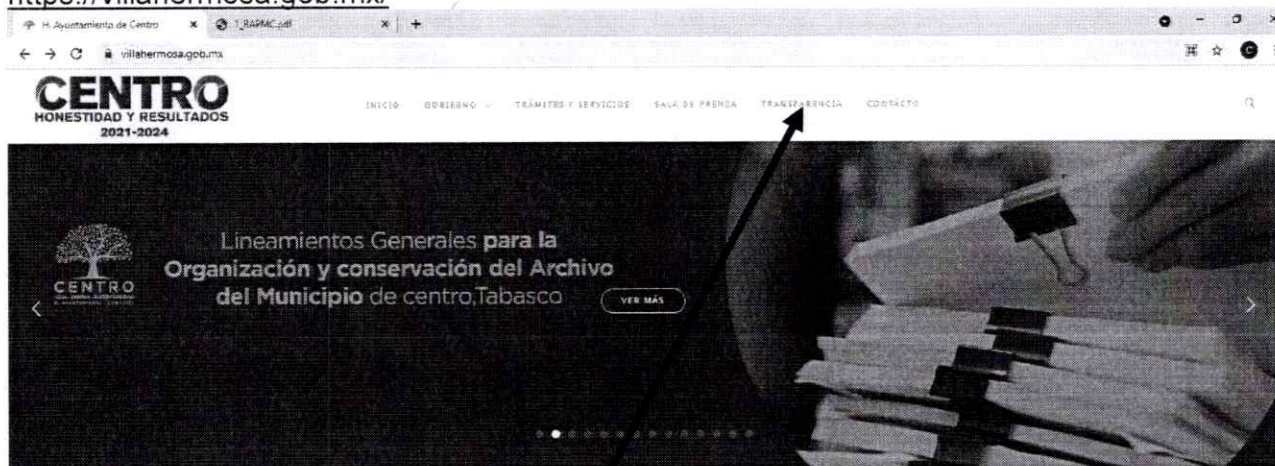 https://villahermosa.gob.mx/
H. Ayuntamiento de Centro
1_RAPMC.pdf
villahermosa.gob.mx
CENTRO
HONESTIDAD Y RESULTADOS
2021-2024
INICIO GOBIERNO TRÁMITES Y SERVICIOS SALA DE PRENSA TRANSPARENCIA CONTÁCTO
Lineamientos Generales para la
Organización y conservación del Archivo
del Municipio de centro,Tabasco
VER MÁS
CENTRO